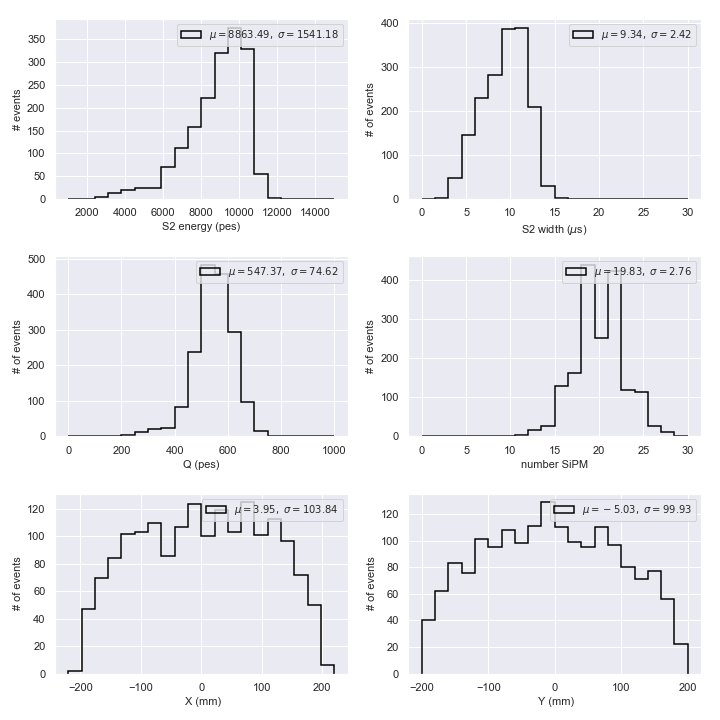 μ = 8863.49, σ = 1541.18
# events
350
300
250
200
150
100
50
0
2000 4000 6000 8000 10000 12000 14000
S2 energy (pes)
μ = 9.34, σ = 2.42
# of events
400
300
200
100
0
0 5 10 15 20 25 30
S2 width (μs)
μ = 547.37, σ = 74.62
# of events
500
400
300
200
100
0
0 200 400 600 800 1000
Q (pes)
μ = 19.83, σ = 2.76
# of events
400
300
200
100
0
0 5 10 15 20 25 30
number SiPM
μ = 3.95, σ = 103.84
# of events
120
100
80
60
40
20
0
−200 −100 0 100 200
X (mm)
μ = − 5.03, σ = 99.93
# of events
120
100
80
60
40
20
0
−200 −100 0 100 200
Y (mm)